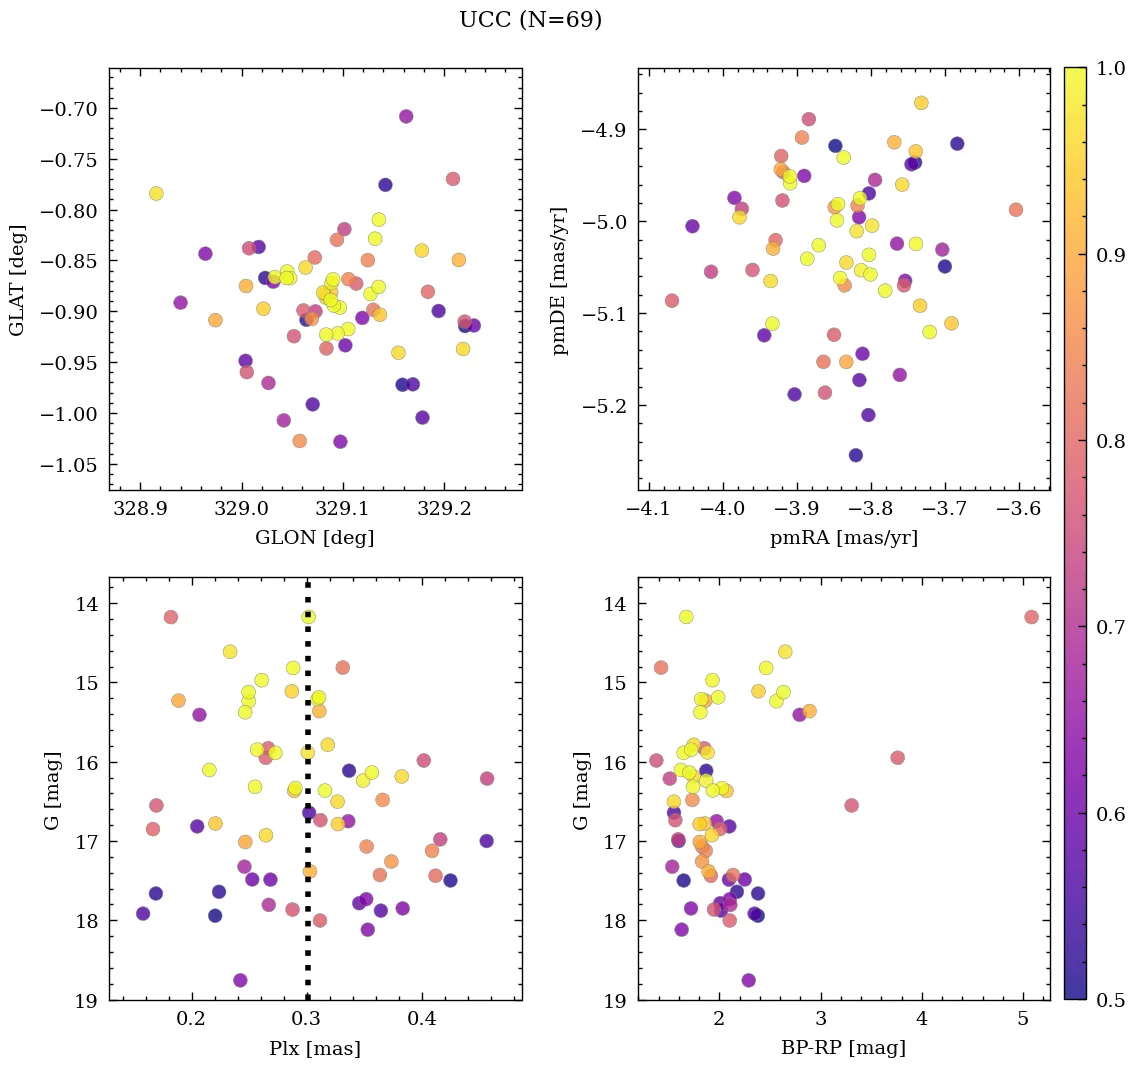 UCC (N=69)
−0.70
−0.75
−0.80
−0.85
−0.90
−0.95
−1.00
−1.05
GLAT [deg]
328.9 329.0 329.1 329.2
GLON [deg]
−4.9
−5.0
−5.1
−5.2
pmDE [mas/yr]
−4.1 −4.0 −3.9 −3.8 −3.7 −3.6
pmRA [mas/yr]
14
15
16
17
18
19
G [mag]
0.2 0.3 0.4
Plx [mas]
14
15
16
17
18
19
G [mag]
2 3 4 5
BP-RP [mag]
1.0
0.9
0.8
0.7
0.6
0.5